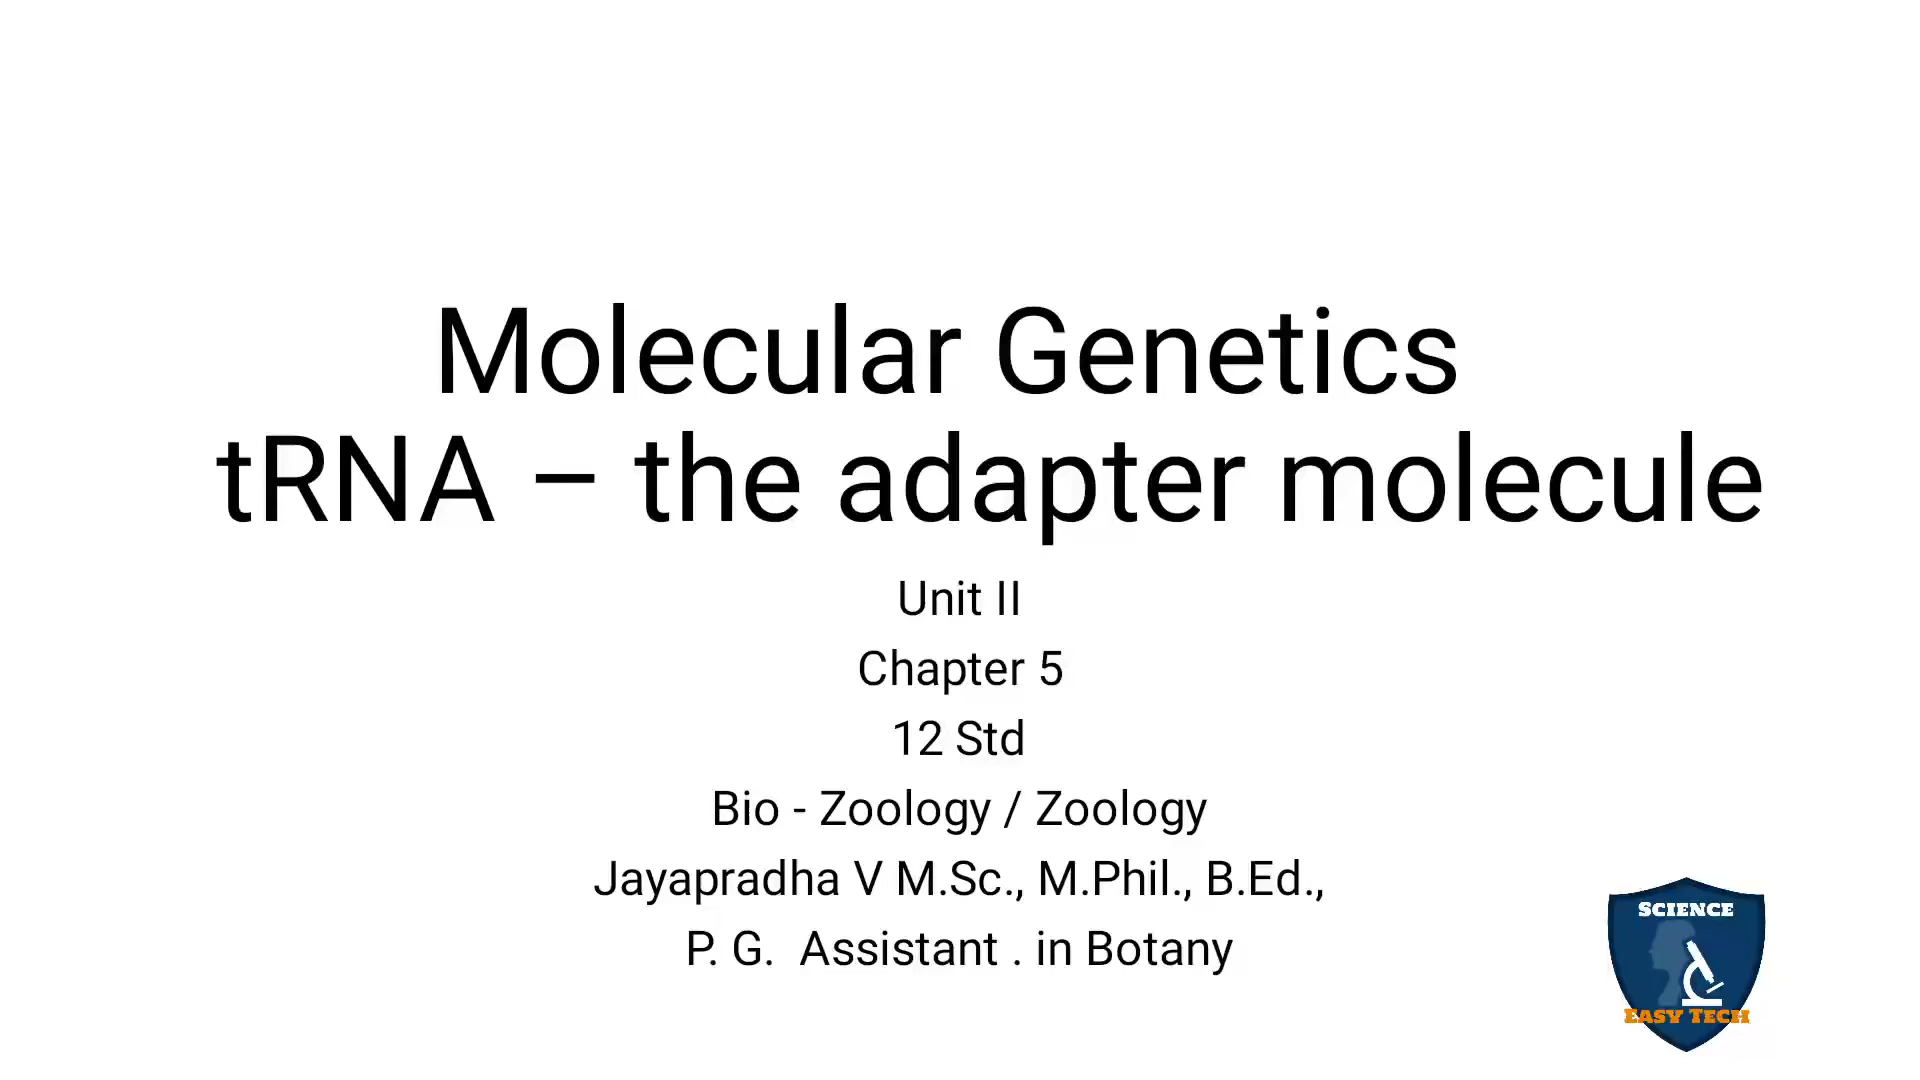 Molecular Genetics
tRNA – the adapter molecule
Unit II
Chapter 5
12 Std
Bio - Zoology / Zoology
Jayapradha V M.Sc., M.Phil., B.Ed.,
P. G.  Assistant . in Botany
SCIENCE
EASY TECH